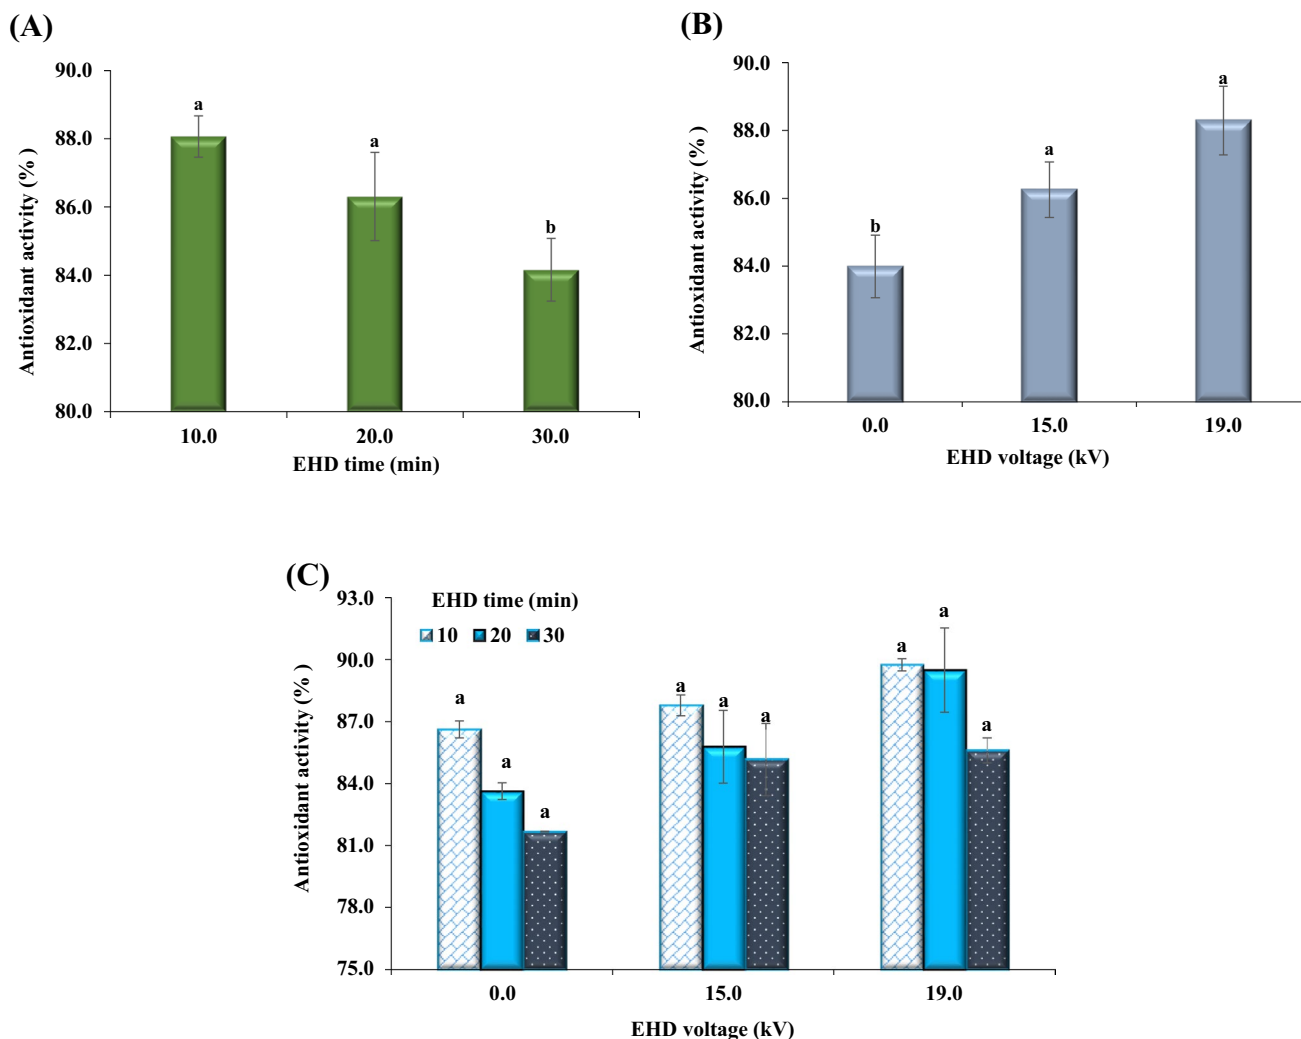 (A)
90.0
88.0
86.0
84.0
82.0
80.0
Antioxidant activity (% )
a
a
b
10.0 20.0 30.0
EHD time (min)
(B)
90.0
88.0
86.0
84.0
82.0
80.0
Antioxidant activity (% )
b
a
a
0.0 15.0 19.0
EHD voltage (kV)
(C)
93.0
90.0
87.0
84.0
81.0
78.0
75.0
Antioxidant activity (% )
EHD time (min)
10 20 30
a
a
a
a
a
a
a
a
a
0.0 15.0 19.0
EHD voltage (kV)